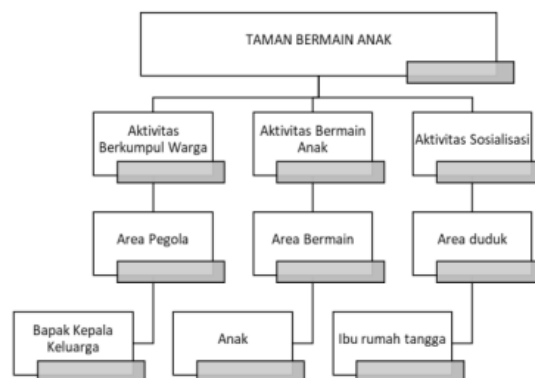 TAMAN BERMAIN ANAK
Aktivitas
Berkumpul Warga
Aktivitas Bermain
Anak
Aktivitas Sosialisasi
Area Pegola
Area Bermain
Area duduk
Bapak Kepala
Keluarga
Anak
Ibu rumah tangga